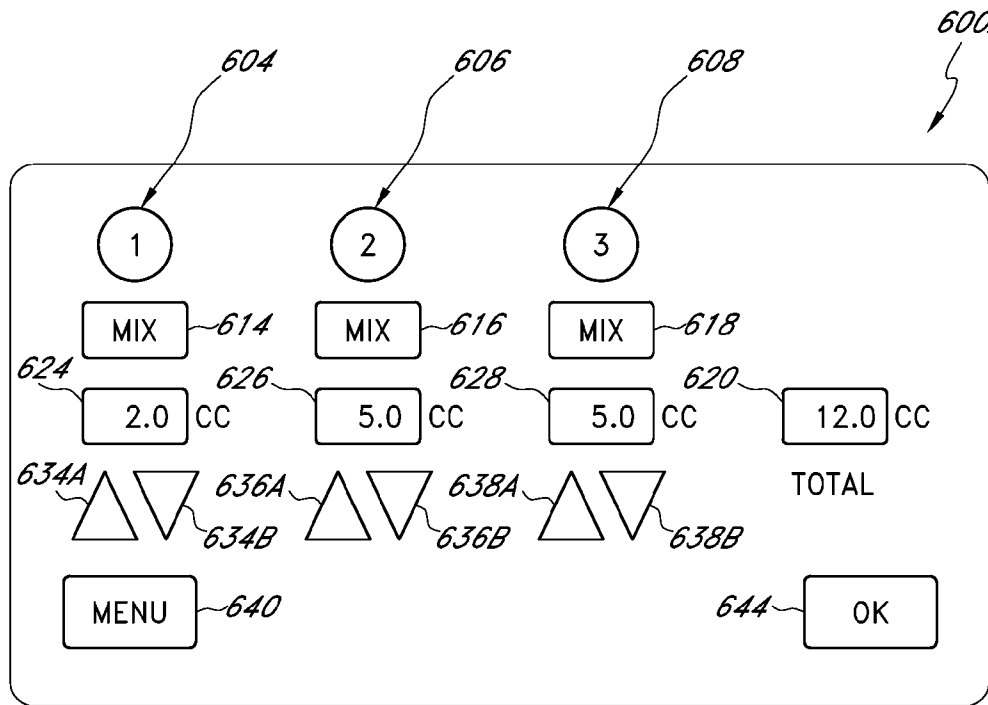 600
604 606 608
1 2 3
MIX 614 MIX 616 MIX 618
624 626 628 620
2.0 CC 5.0 CC 5.0 CC 12.0 CC
634A 636A 638A TOTAL
634B 636B 638B
MENU 640 644 OK